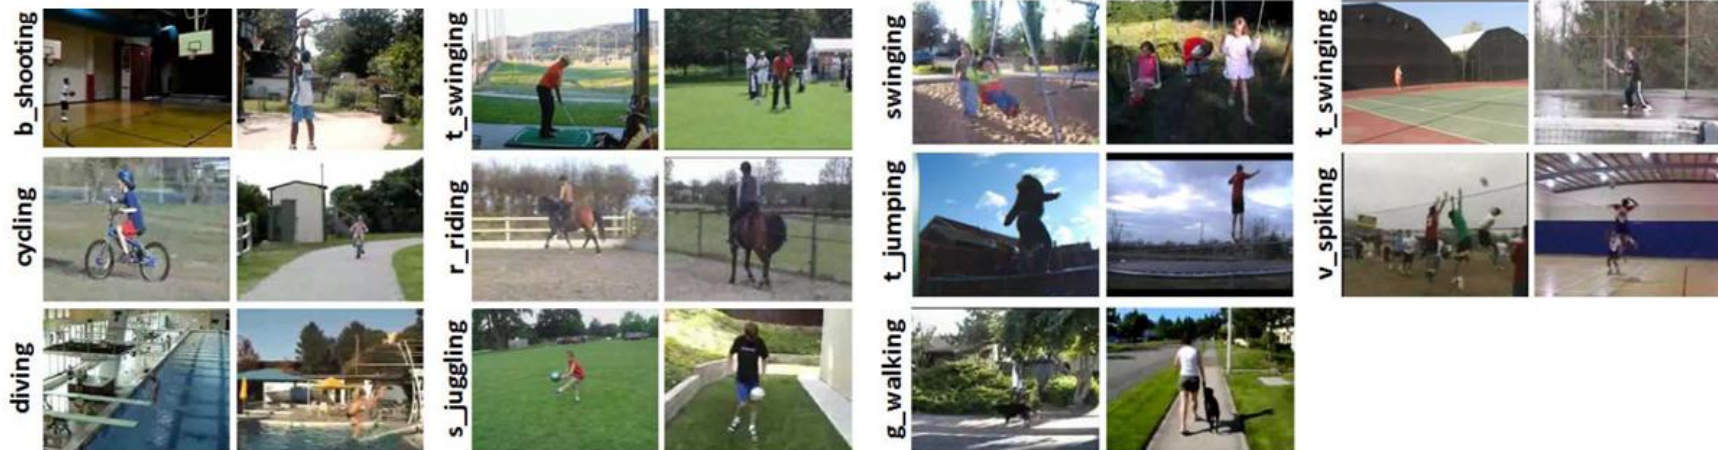 b_shooting
t_swinging
swinging
t_swinging
cycling
r_riding
t_jumping
v_spiking
diving
s_juggling
g_walking